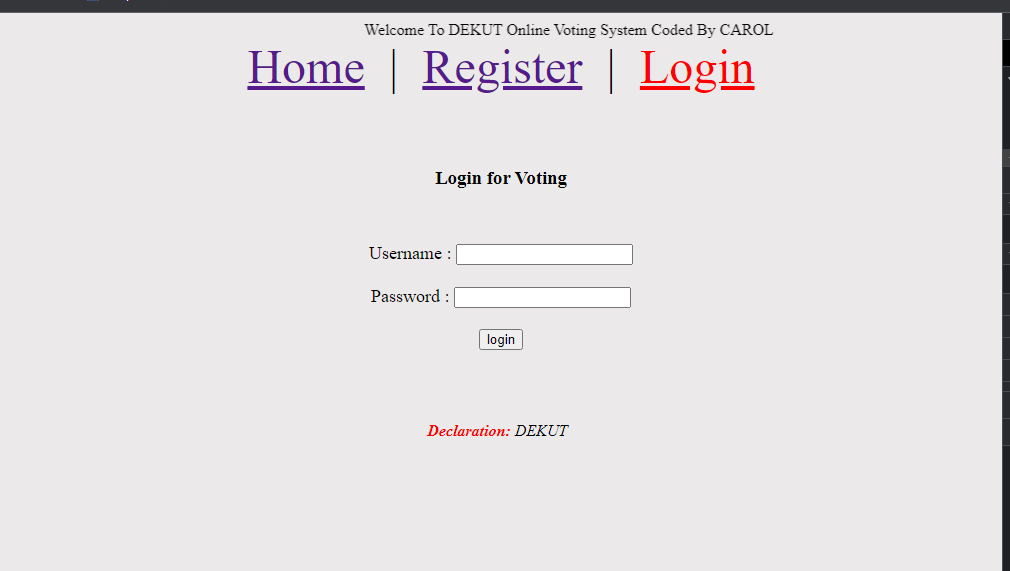 Welcome To DEKUT Online Voting System Coded By CAROL
Home | Register | Login
Login for Voting
Username :
Password :
login
Declaration: DEKUT